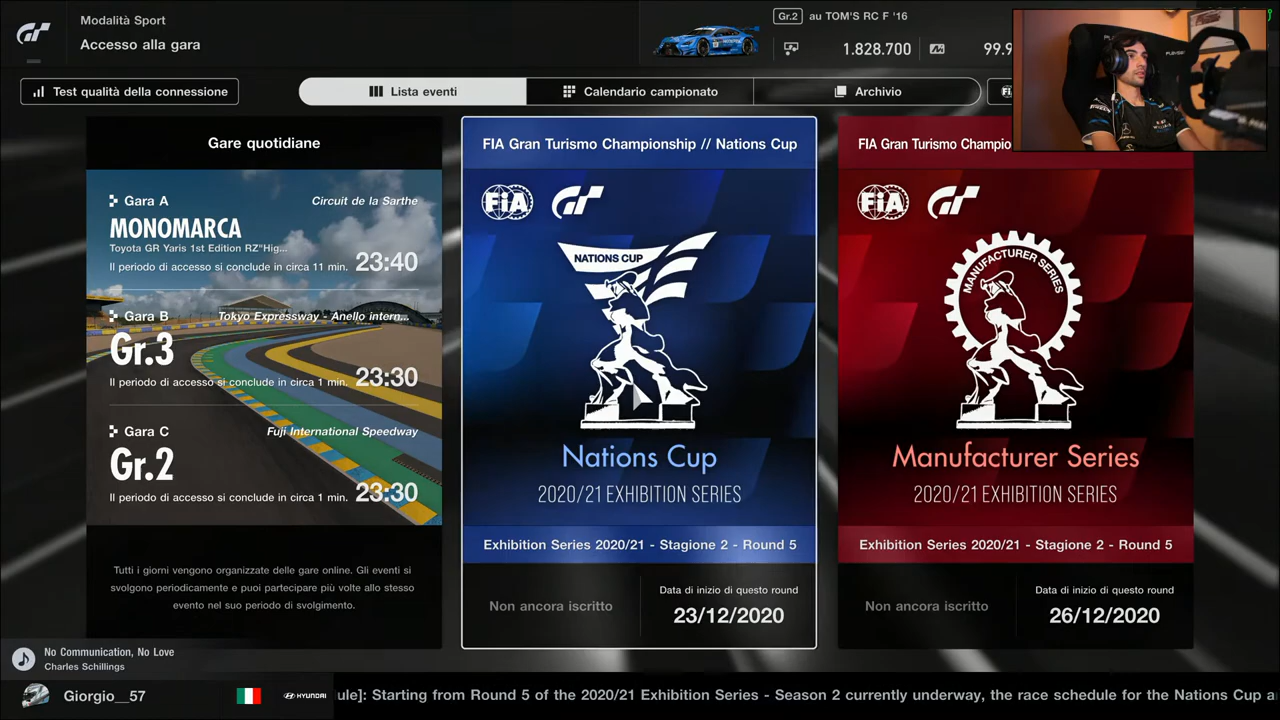 Modalità Sport
Accesso alla gara
Gr.2 au TOM'S RC F '16
1.828.700
99.9
Test qualità della connessione
Lista eventi
Calendario campionato
Archivio
Gare quotidiane
Gara A
Circuit de la Sarthe
MONOMARCA
Toyota GR Yaris 1st Edition RZ"Hig...
Il periodo di accesso si conclude in circa 11 min. 23:40
Gara B
Tokyo Expressway - Anello intern...
Gr.3
Il periodo di accesso si conclude in circa 1 min. 23:30
Gara C
Fuji International Speedway
Gr.2
Il periodo di accesso si conclude in circa 1 min. 23:30
Tutti i giorni vengono organizzate delle gare online. Gli eventi si
svolgono periodicamente e puoi partecipare più volte allo stesso
evento nel suo periodo di svolgimento.
FIA Gran Turismo Championship // Nations Cup
FIA GT
NATIONS CUP
Nations Cup
2020/21 EXHIBITION SERIES
Exhibition Series 2020/21 - Stagione 2 - Round 5
Non ancora iscritto
Data di inizio di questo round
23/12/2020
FIA Gran Turismo Champio
FIA GT
MANUFACTURER SERIES
Manufacturer Series
2020/21 EXHIBITION SERIES
Exhibition Series 2020/21 - Stagione 2 - Round 5
Non ancora iscritto
Data di inizio di questo round
26/12/2020
No Communication, No Love
Charles Schillings
Giorgio__57
HYUNDAI
ule]: Starting from Round 5 of the 2020/21 Exhibition Series - Season 2 currently underway, the race schedule for the Nations Cup a